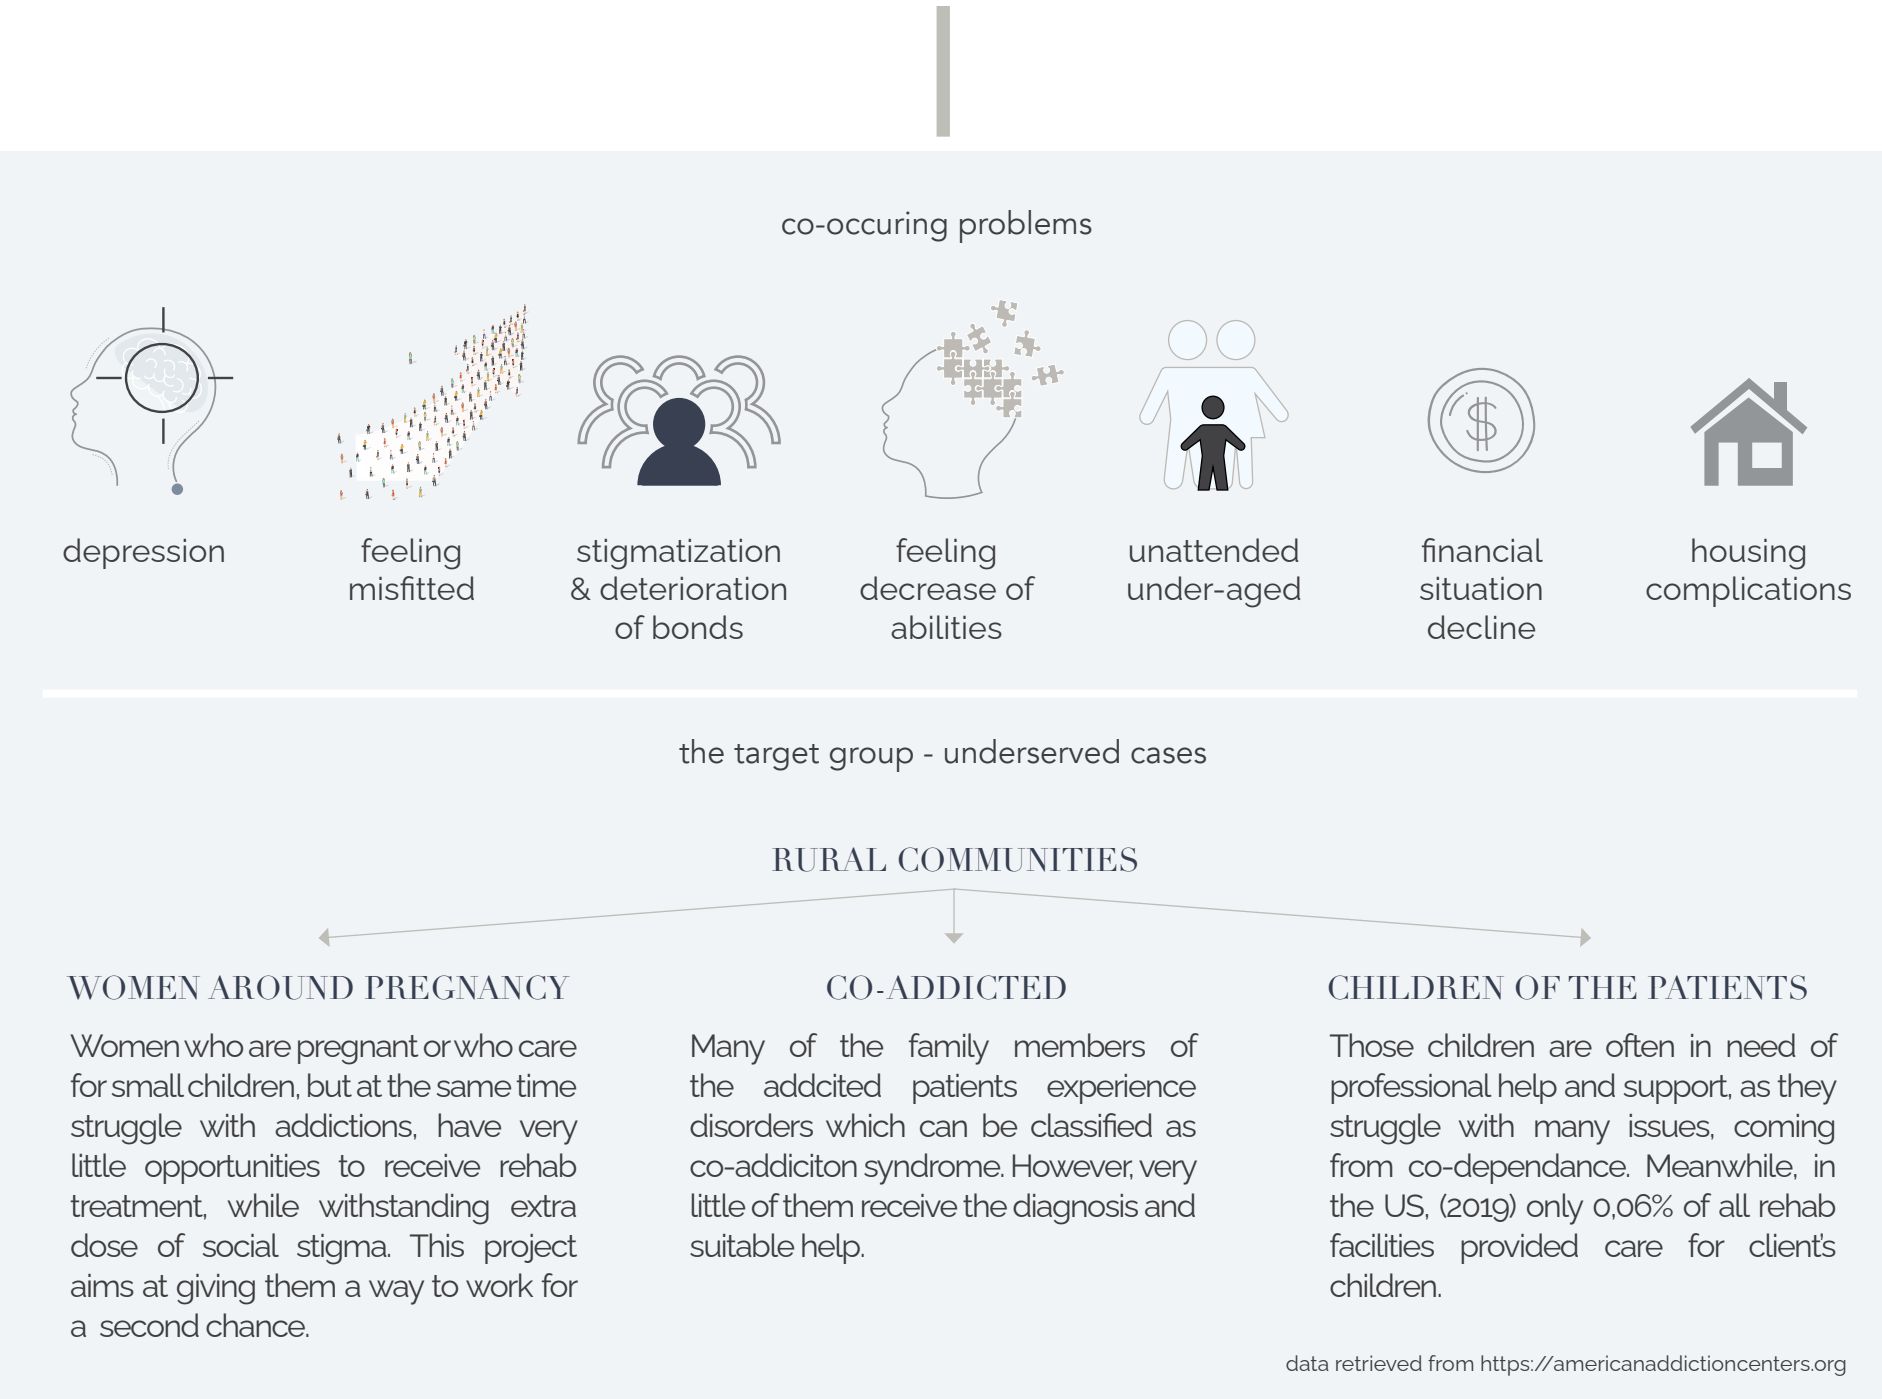 co-occuring problems
depression
feeling
misfitted
stigmatization
& deterioration
of bonds
feeling
decrease of
abilities
unattended
under-aged
financial
situation
decline
housing
complications
the target group - underserved cases
RURAL COMMUNITIES
WOMEN AROUND PREGNANCY
Women who are pregnant or who care
for small children, but at the same time
struggle with addictions, have very
little opportunities to receive rehab
treatment, while withstanding extra
dose of social stigma. This project
aims at giving them a way to work for
a second chance.
CO-ADDICTED
Many of the family members of
the addcited patients experience
disorders which can be classified as
co-addiciton syndrome. However, very
little of them receive the diagnosis and
suitable help.
CHILDREN OF THE PATIENTS
Those children are often in need of
professional help and support, as they
struggle with many issues, coming
from co-dependance. Meanwhile, in
the US, (2019) only 0,06% of all rehab
facilities provided care for client's
children.
data retrieved from https://americanaddictioncenters.org